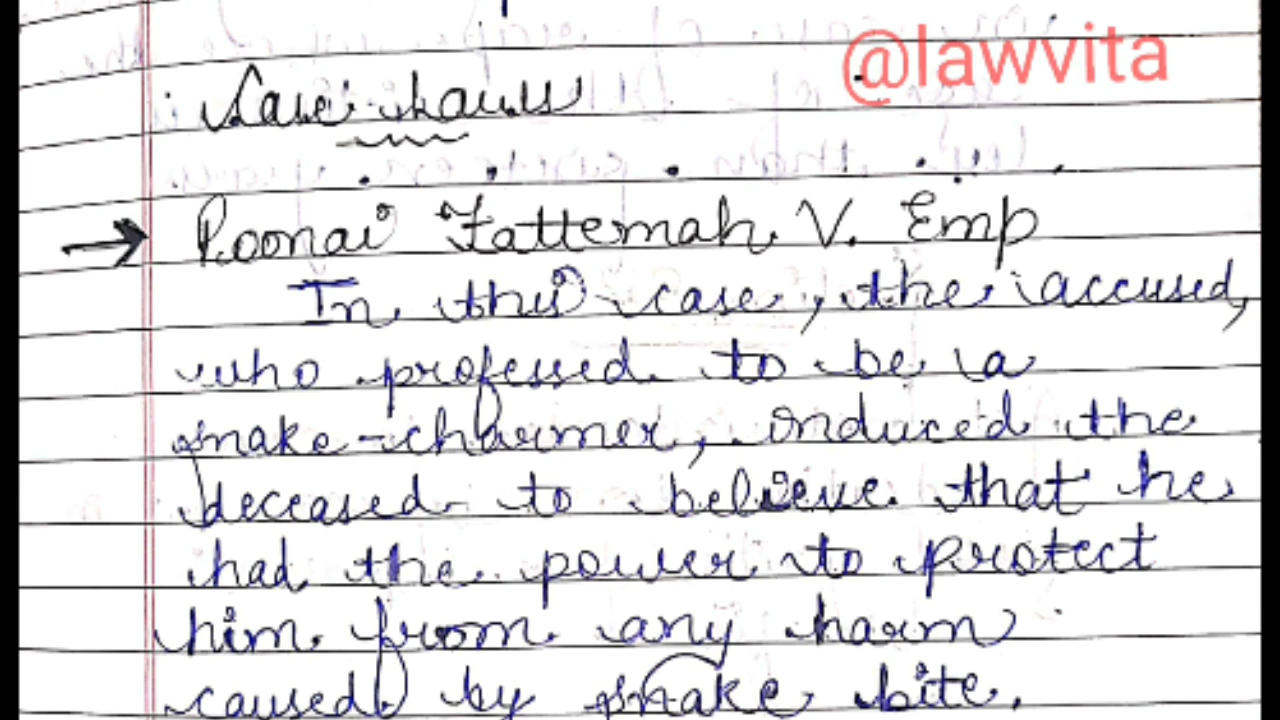 @lawvita
Case laws
→ Poonai Fattemah V. Emp
In this case, the accused,
who professed to be a
snake-charmer, induced the
deceased to believe that he
had the power to protect
him from any harm
caused by snake bite.